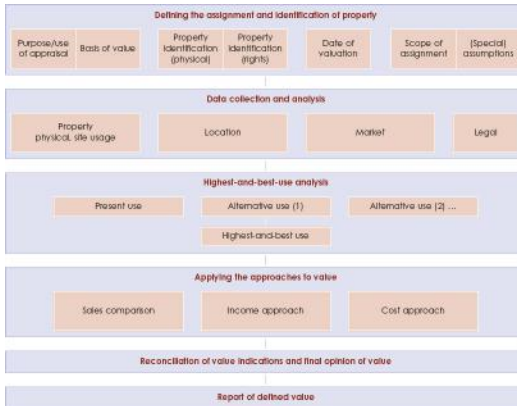 Defining the assignment and identification of property
Purpose/use
of appraisal
Basis of value
Property
identification
(physical)
Property
identification
(rights)
Date of
valuation
Scope of
assignment
(Special)
assumptions
Data collection and analysis
Property
physical, site usage
Location
Market
Legal
Highest-and-best-use analysis
Present use
Alternative use (1)
Alternative use (2) ...
Highest-and-best use
Applying the approaches to value
Sales comparison
Income approach
Cost approach
Reconciliation of value indications and final opinion of value
Report of defined value